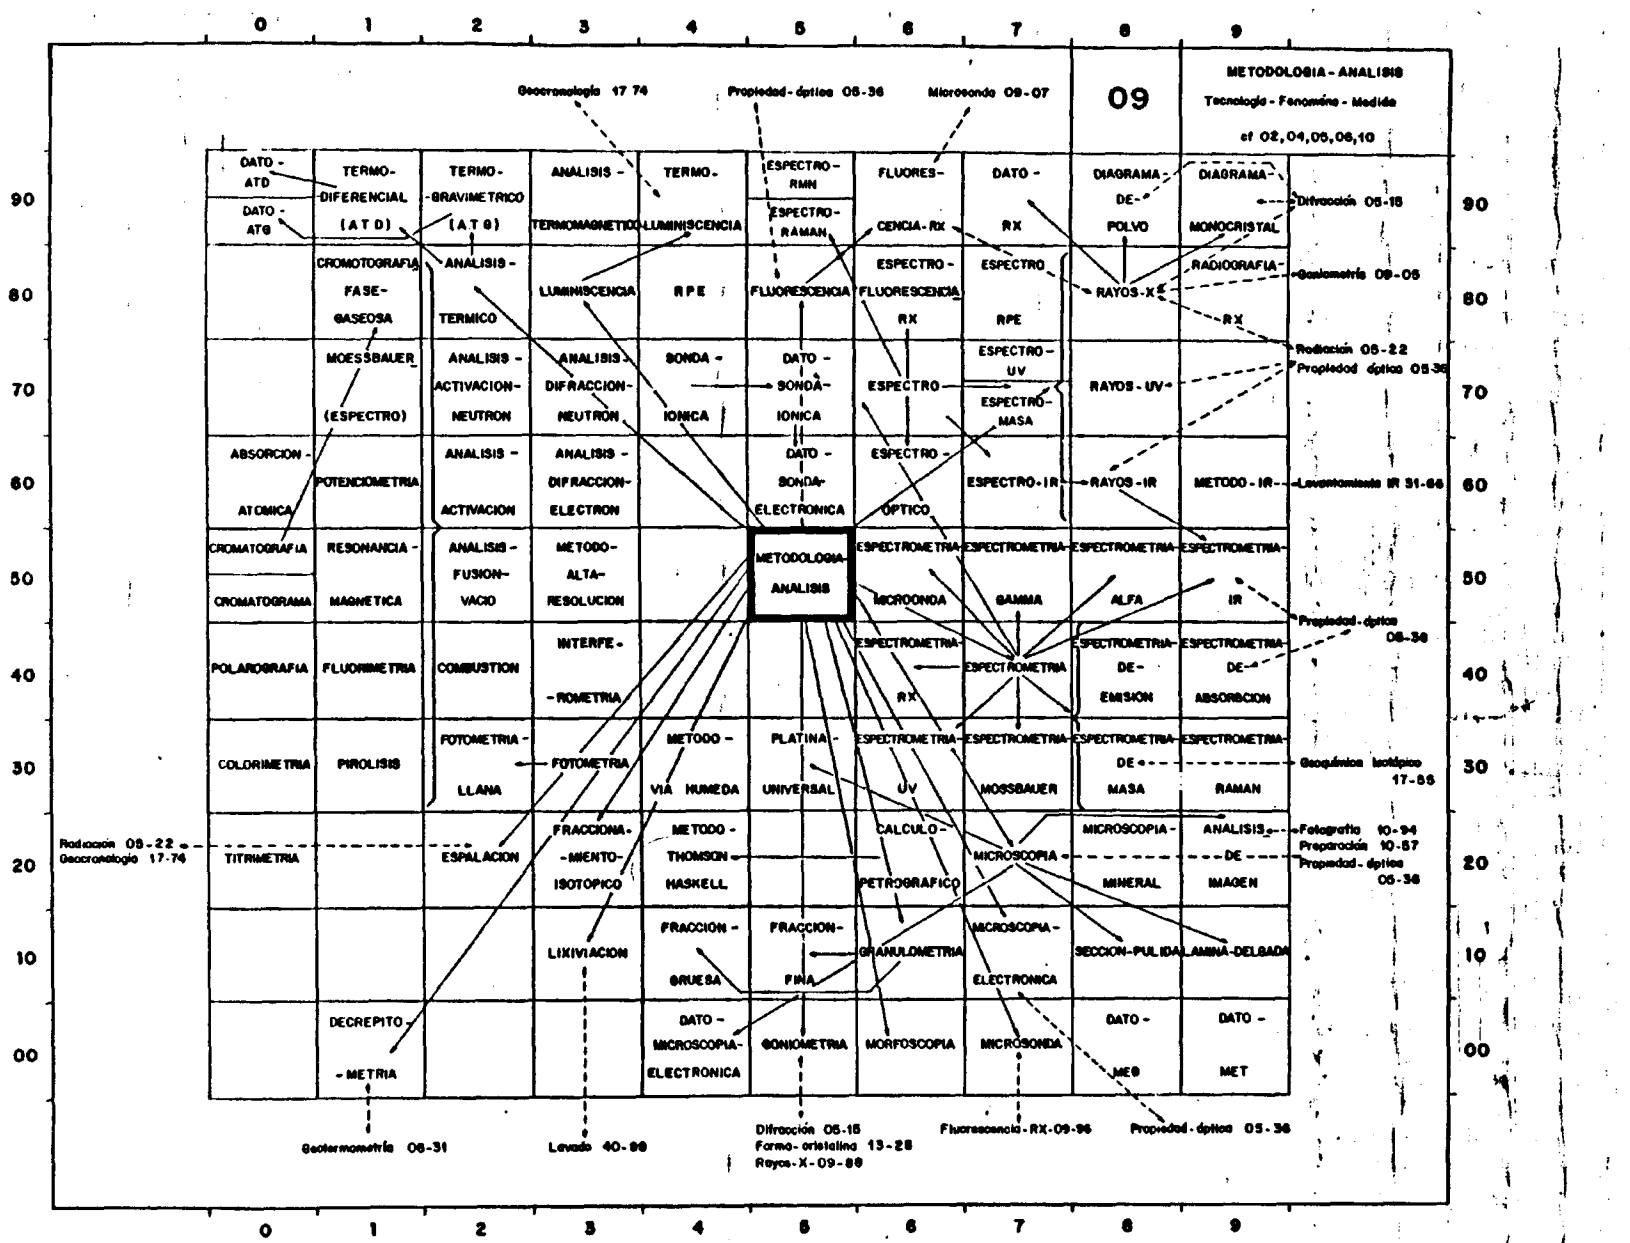 0 1 2 3 4 5 6 7 8 9
METODOLOGIA - ANALISIS
09
Tecnología - Fenomèno - Medida
cf 02,04,05,06,10
Geocronología 17 74
Propiedad-óptica 05-36
Microsonda 09-07
90
DATO -
ATD
DATO -
ATG
TERMO-
DIFERENCIAL
(ATD)
TERMO-
-GRAVIMETRICO
(ATG)
ANALISIS -
TERMOMAGNETICO
TERMO-
LUMINISCENCIA
ESPECTRO-
RMN
ESPECTRO-
RAMAN
FLUORES-
CENCIA-RX
DATO -
RX
DIAGRAMA-
DE-
POLVO
DIAGRAMA-
MONOCRISTAL
Difracción 05-15
90
80
CROMOTOGRAFIA
FASE-
GASEOSA
ANALISIS-
TERMICO
LUMINISCENCIA
RPE
FLUORESCENCIA
ESPECTRO-
FLUORESCENCIA
RX
ESPECTRO
RPE
RAYOS-X
RADIOGRAFIA-
RX
Goniometría 09-05
80
Radiación 05-22
Propiedad óptica 05-36
70
MOESSBAUER
(ESPECTRO)
ANALISIS -
ACTIVACION-
NEUTRON
ANALISIS-
DIFRACCION-
NEUTRON
SONDA -
IONICA
DATO -
SONDA-
IONICA
ESPECTRO
ESPECTRO-
UV
ESPECTRO-
MASA
RAYOS-UV
70
60
ABSORCION-
ATOMICA
POTENCIOMETRIA
ANALISIS -
ACTIVACION
ANALISIS -
DIFRACCION-
ELECTRON
DATO -
SONDA-
ELECTRONICA
ESPECTRO-
OPTICO
ESPECTRO-IR
RAYOS-IR
METODO-IR
Levantamiento IR 31-66
60
50
CROMATOGRAFIA
CROMATOGRAMA
RESONANCIA-
MAGNETICA
ANALISIS-
FUSION-
VACIO
METODO-
ALTA-
RESOLUCION
METODOLOGIA-
ANALISIS
ESPECTROMETRIA-
MICROONDA
ESPECTROMETRIA-
GAMMA
ESPECTROMETRIA-
ALFA
ESPECTROMETRIA-
IR
50
Propiedad-óptica
05-36
40
POLAROGRAFIA
FLUORIMETRIA
COMBUSTION
INTERFE-
-ROMETRIA
ESPECTROMETRIA-
RX
ESPECTROMETRIA
ESPECTROMETRIA-
DE-
EMISION
ESPECTROMETRIA-
DE-
ABSORBCION
40
30
COLORIMETRIA
PIROLISIS
FOTOMETRIA-
LLANA
FOTOMETRIA
METODO -
VIA HUMEDA
PLATINA-
UNIVERSAL
ESPECTROMETRIA-
UV
ESPECTROMETRIA-
MOSSBAUER
ESPECTROMETRIA-
DE
MASA
ESPECTROMETRIA-
RAMAN
Geoquímica Isotópico
17-55
30
Radiación 05-22
Geocronología 17-74
20
TITRIMETRIA
ESPALACION
FRACCIONA-
-MIENTO-
ISOTOPICO
METODO -
THOMSON
HASKELL
CALCULO-
PETROGRAFICO
MICROSCOPIA
MICROSCOPIA-
MINERAL
ANALISIS
DE
IMAGEN
Fotografía 10-94
Preparación 10-57
Propiedad-óptica
05-36
20
10
LIXIVIACION
FRACCION -
GRUESA
FRACCION-
FINA
GRANULOMETRIA
MICROSCOPIA-
ELECTRONICA
SECCION-PULIDA
LAMINA-DELGADA
10
00
DECREPITO-
-METRIA
DATO -
MICROSCOPIA-
ELECTRONICA
GONIOMETRIA
MORFOSCOPIA
MICROSONDA
DATO -
MEB
DATO -
MET
00
Geotermometría 06-31
Lavado 40-99
Difracción 05-15
Forma-cristalina 13-28
Rayos-X-09-88
Fluorescencia-RX-09-96
Propiedad-óptica 05-36
0 1 2 3 4 5 6 7 8 9